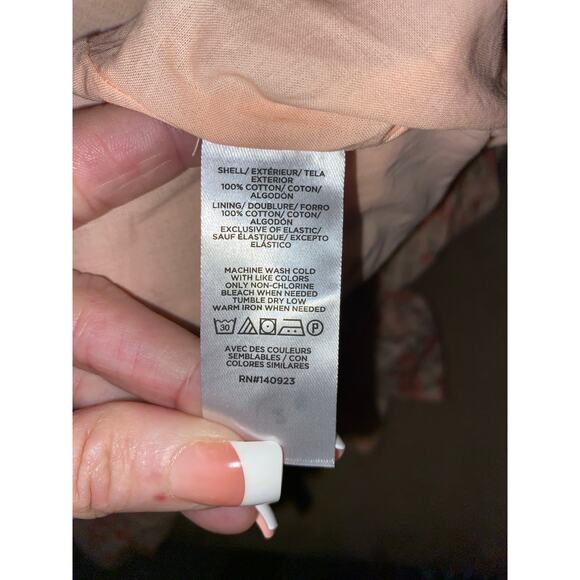 SHELL/ EXTÉRIEUR/ TELA
EXTERIOR
100% COTTON/ COTON/
ALGODÓN
LINING/ DOUBLURE/ FORRO
100% COTTON/ COTON/
ALGODÓN
EXCLUSIVE OF ELASTIC/
SAUF ÉLASTIQUE/ EXCEPTO
ELÁSTICO
MACHINE WASH COLD
WITH LIKE COLORS
ONLY NON-CHLORINE
BLEACH WHEN NEEDED
TUMBLE DRY LOW
WARM IRON WHEN NEEDED
30 P
AVEC DES COULEURS
SEMBLABLES / CON
COLORES SIMILARES
RN#140923